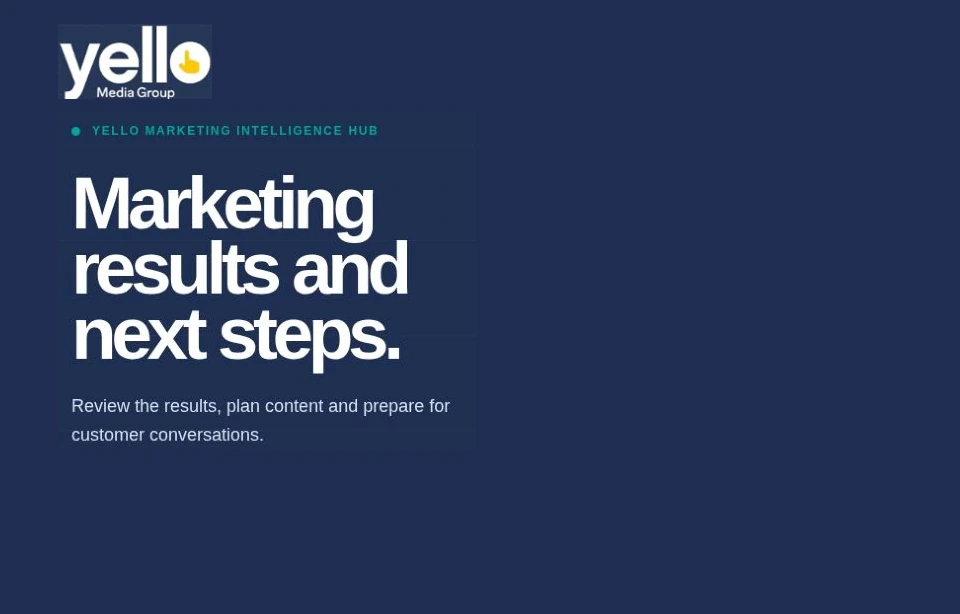 yello
Media Group
YELLO MARKETING INTELLIGENCE HUB
Marketing
results and
next steps.
Review the results, plan content and prepare for
customer conversations.